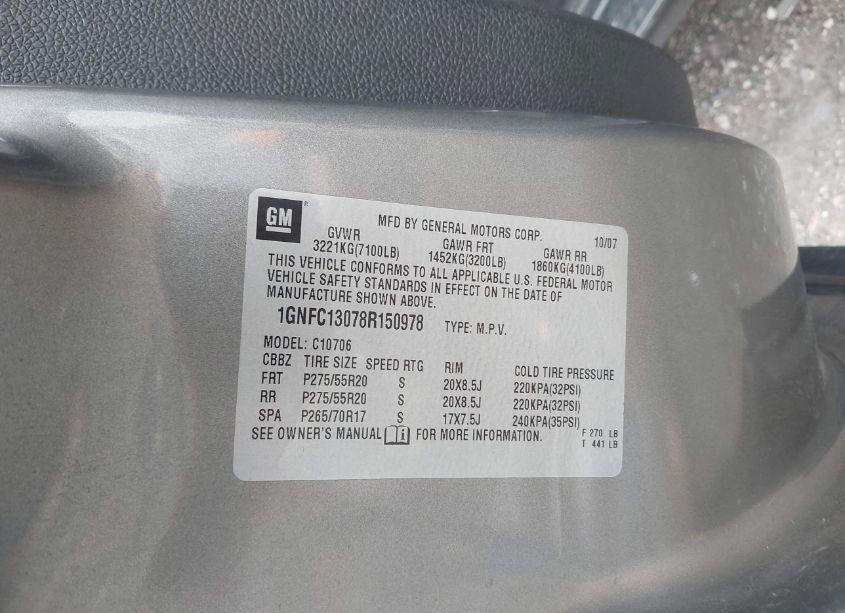 GM ®
MFD BY GENERAL MOTORS CORP. 10/07
GVWR GAWR FRT GAWR RR
3221KG(7100LB) 1452KG(3200LB) 1860KG(4100LB)
THIS VEHICLE CONFORMS TO ALL APPLICABLE U.S. FEDERAL MOTOR
VEHICLE SAFETY STANDARDS IN EFFECT ON THE DATE OF
MANUFACTURE SHOWN ABOVE.
1GNFC13078R150978 TYPE: M.P.V.
MODEL: C10706
CBBZ TIRE SIZE SPEED RTG RIM COLD TIRE PRESSURE
FRT P275/55R20 S 20X8.5J 220KPA(32PSI)
RR P275/55R20 S 20X8.5J 220KPA(32PSI)
SPA P265/70R17 S 17X7.5J 240KPA(35PSI)
SEE OWNER'S MANUAL i FOR MORE INFORMATION.
F 270 LB
T 441 LB